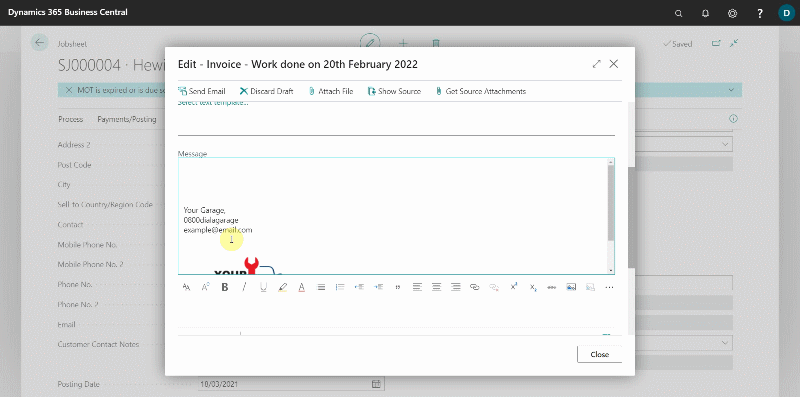 Dynamics 365 Business Central
?
D
Jobsheet
Saved
SJ000004 · Hewi
MOT is expired or is due s
Process
Payments/Posting
Address 2
Post Code
City
Sell-to Country/Region Code
Contact
Mobile Phone No.
Mobile Phone No. 2
Phone No.
Phone No. 2
Email
Customer Contact Notes
Posting Date
18/03/2021
Edit - Invoice - Work done on 20th February 2022
Send Email
Discard Draft
Attach File
Show Source
Get Source Attachments
Select text template...
Message
Your Garage,
0800dialagarage
example@email.com
YOUR
Close